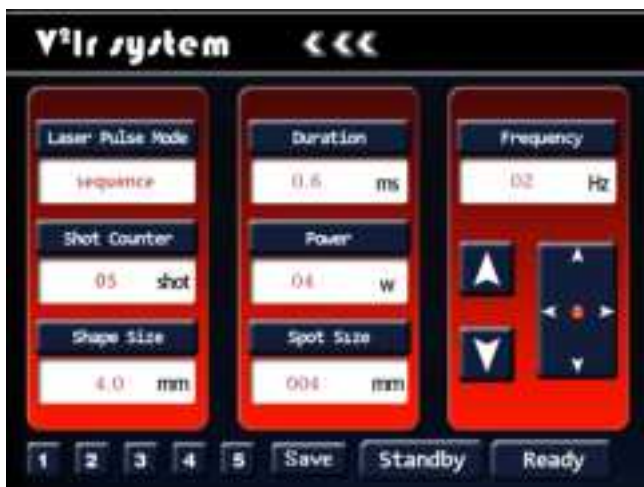 V²Ir system
Laser Pulse Mode
sequence
Shot Counter
05 shot
Shape Size
4.0 mm
Duration
0.6 ms
Power
04 w
Spot Size
004 mm
Frequency
02 Hz
1 2 3 4 5 Save Standby Ready